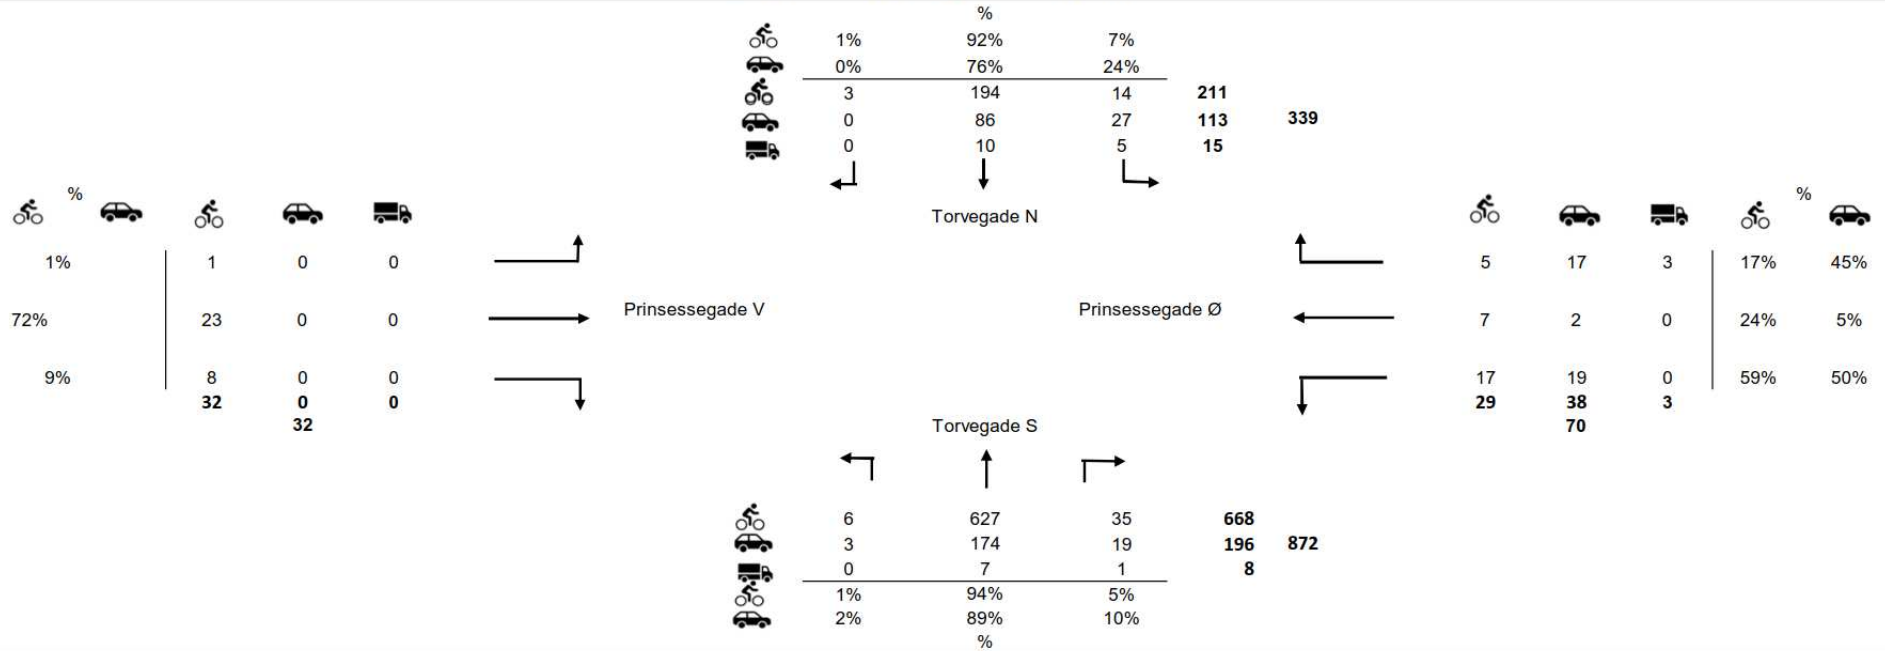 %
1% 92% 7%
0% 76% 24%
3 194 14 211
0 86 27 113 339
0 10 5 15
% %
Torvegade N
1% 1 0 0 5 17 3 17% 45%
Prinsessegade V Prinsessegade Ø
72% 23 0 0 7 2 0 24% 5%
9% 8 0 0 17 19 0 59% 50%
32 0 0 29 38 3
32 Torvegade S 70
6 627 35 668
3 174 19 196 872
0 7 1 8
1% 94% 5%
2% 89% 10%
%